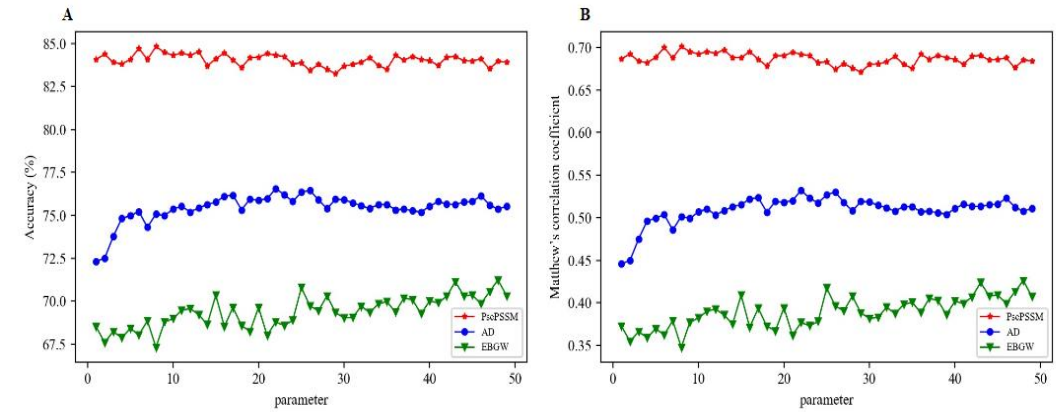 A
Accuracy (%)
85.0
82.5
80.0
77.5
75.0
72.5
70.0
67.5
PsePSSM
AD
EBGW
0 10 20 30 40 50
parameter
B
Matthew's correlation coefficient
0.70
0.65
0.60
0.55
0.50
0.45
0.40
0.35
PsePSSM
AD
EBGW
0 10 20 30 40 50
parameter